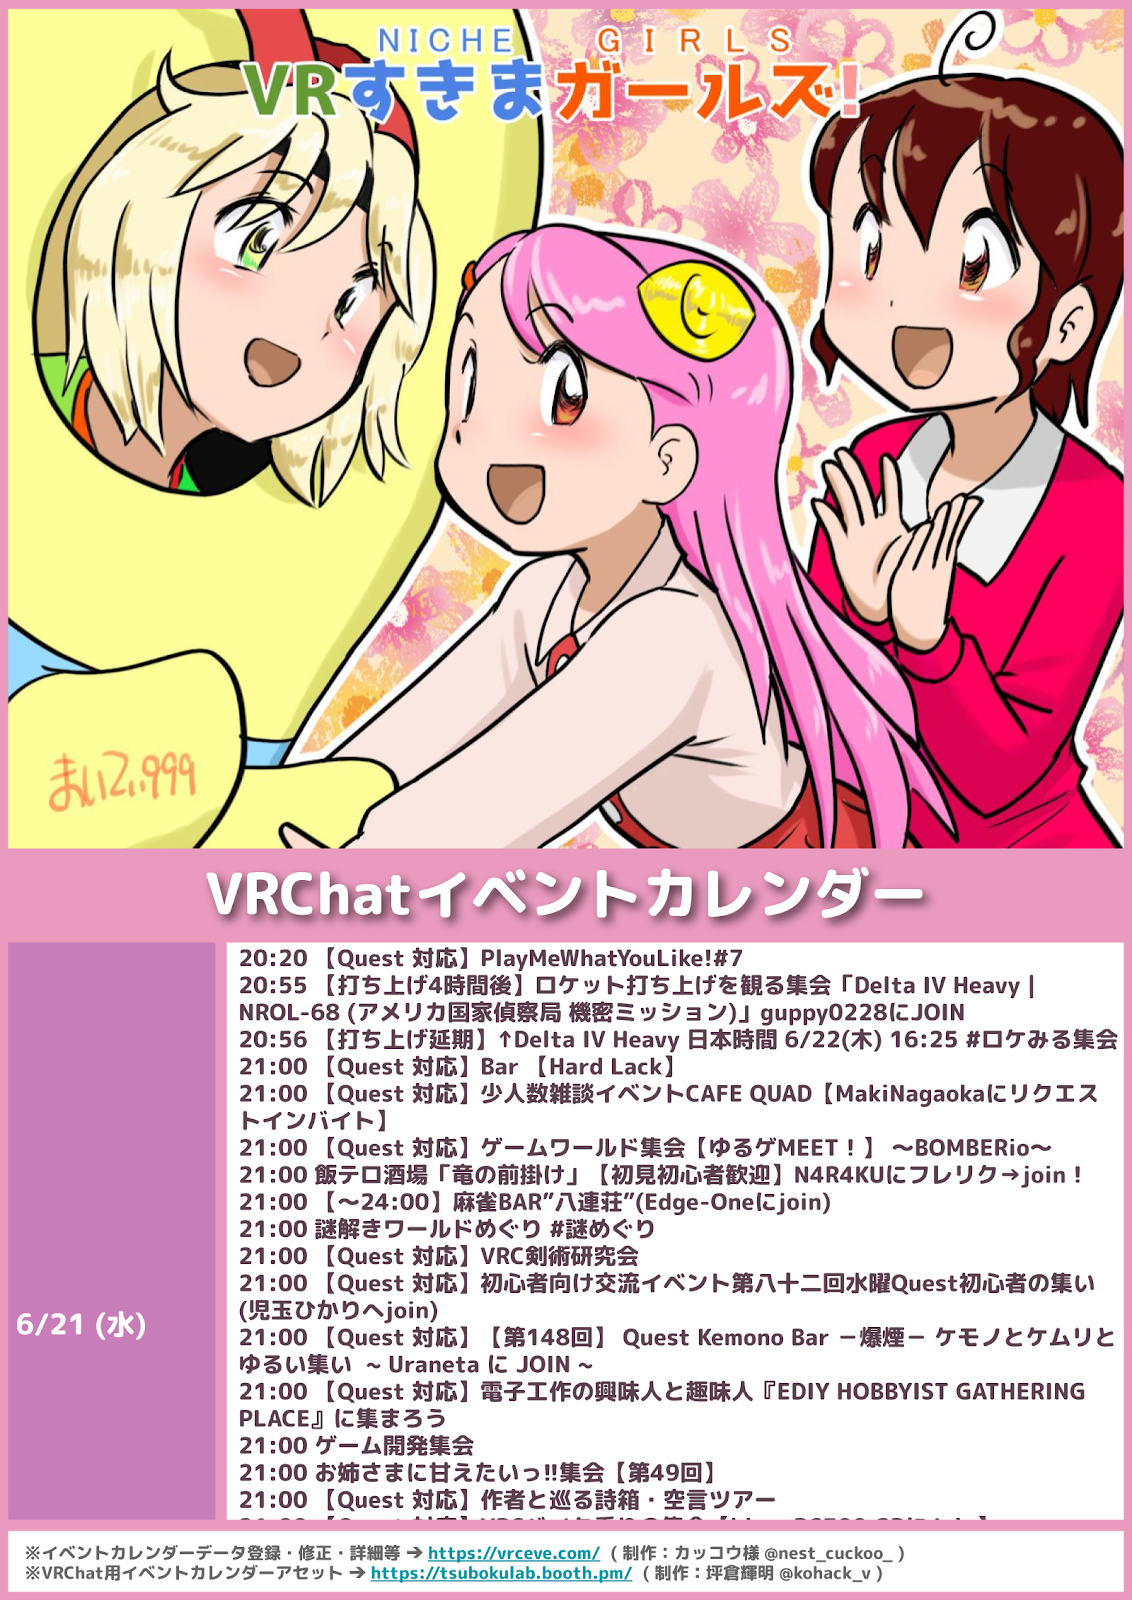 NICHE GIRLS
VRすきまガールズ!
まいてぃ999
VRChatイベントカレンダー
6/21 (水)
20:20 【Quest 対応】PlayMeWhatYouLike!#7
20:55 【打ち上げ4時間後】ロケット打ち上げを観る集会「Delta IV Heavy |
NROL-68 (アメリカ国家偵察局 機密ミッション)」guppy0228にJOIN
20:56 【打ち上げ延期】↑Delta IV Heavy 日本時間 6/22(木) 16:25 #ロケみる集会
21:00 【Quest 対応】Bar 【Hard Lack】
21:00 【Quest 対応】少人数雑談イベントCAFE QUAD【MakiNagaokaにリクエス
トインバイト】
21:00 【Quest 対応】ゲームワールド集会【ゆるゲMEET！】 ～BOMBERio～
21:00 飯テロ酒場「竜の前掛け」【初見初心者歓迎】N4R4KUにフレリク→join！
21:00 【～24:00】麻雀BAR”八連荘”(Edge-Oneにjoin)
21:00 謎解きワールドめぐり #謎めぐり
21:00 【Quest 対応】VRC剣術研究会
21:00 【Quest 対応】初心者向け交流イベント第八十二回水曜Quest初心者の集い
(児玉ひかりへjoin)
21:00 【Quest 対応】【第148回】 Quest Kemono Bar －爆煙－ ケモノとケムリと
ゆるい集い ~ Uraneta に JOIN ~
21:00 【Quest 対応】電子工作の興味人と趣味人『EDIY HOBBYIST GATHERING
PLACE』に集まろう
21:00 ゲーム開発集会
21:00 お姉さまに甘えたいっ!!集会【第49回】
21:00 【Quest 対応】作者と巡る詩箱・空言ツアー
※イベントカレンダーデータ登録・修正・詳細等 ➔ https://vrceve.com/ ( 制作：カッコウ様 @nest_cuckoo_ )
※VRChat用イベントカレンダーアセット ➔ https://tsubokulab.booth.pm/ ( 制作：坪倉輝明 @kohack_v )